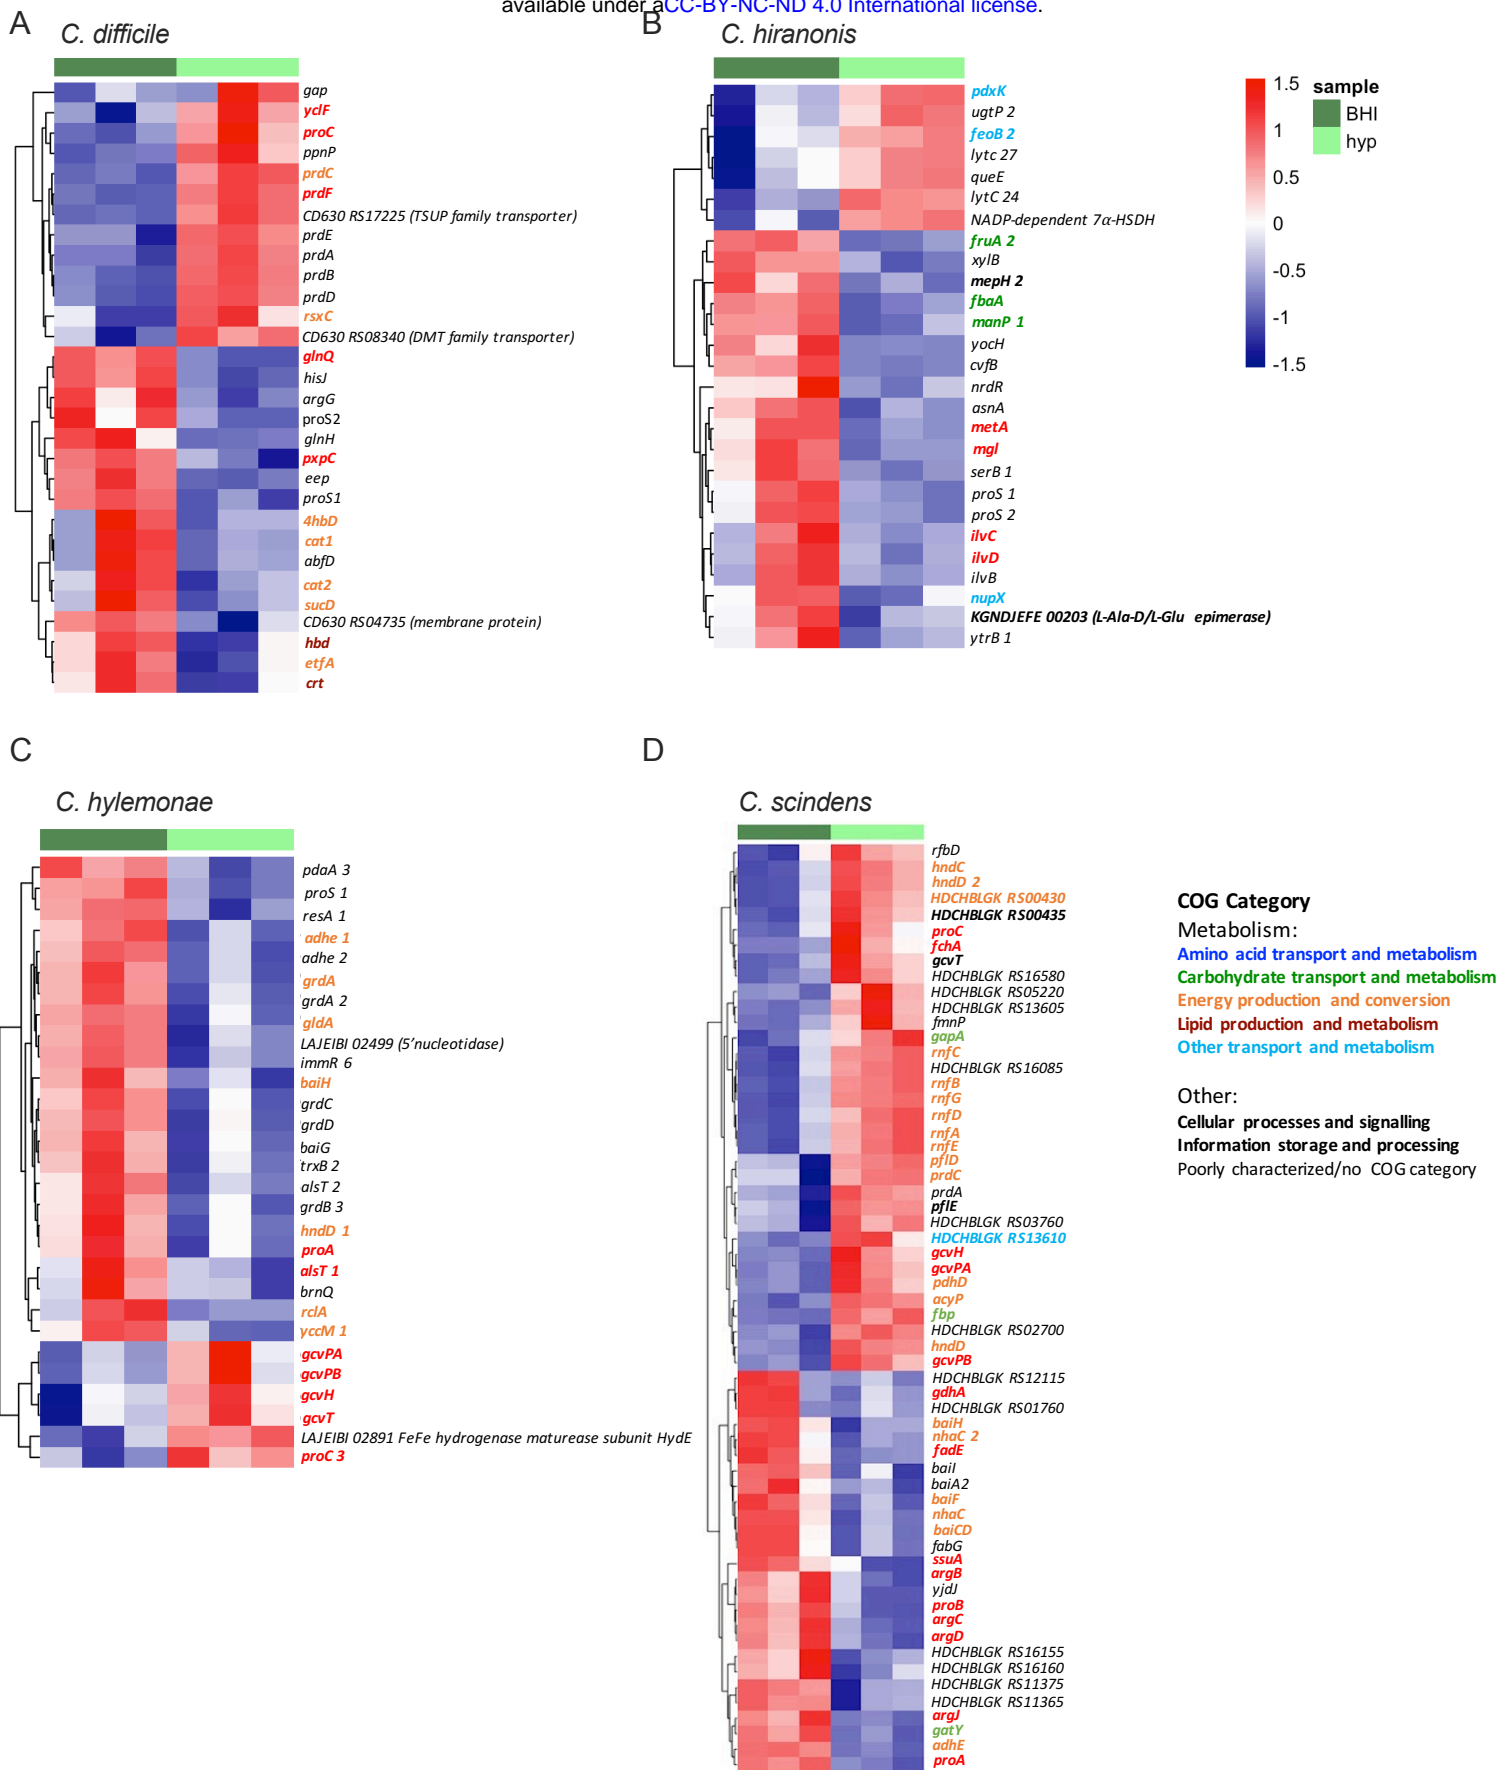 available under aCC-BY-NC-ND 4.0 International license.
A
C. difficile
gap
yclF
proC
ppnP
prdC
prdF
CD630 RS17225 (TSUP family transporter)
prdE
prdA
prdB
prdD
rsxC
CD630 RS08340 (DMT family transporter)
glnQ
hisJ
argG
proS2
glnH
pxpC
eep
proS1
4hbD
cat1
abfD
cat2
sucD
CD630 RS04735 (membrane protein)
hbd
etfA
crt
B
C. hiranonis
pdxK
ugtP 2
feoB 2
lytc 27
queE
lytC 24
NADP-dependent 7α-HSDH
fruA 2
xylB
mepH 2
fbaA
manP 1
yocH
cvfB
nrdR
asnA
metA
mgl
serB 1
proS 1
proS 2
ilvC
ilvD
ilvB
nupX
KGNDJEFE 00203 (L-Ala-D/L-Glu epimerase)
ytrB 1
1.5
1
0.5
0
-0.5
-1
-1.5
sample
BHI
hyp
C
C. hylemonae
pdaA 3
proS 1
resA 1
adhe 1
adhe 2
grdA
grdA 2
gldA
LAJEIBI 02499 (5’nucleotidase)
immR 6
baiH
grdC
grdD
baiG
trxB 2
alsT 2
grdB 3
hndD 1
proA
alsT 1
brnQ
rclA
yccM 1
gcvPA
gcvPB
gcvH
gcvT
LAJEIBI 02891 FeFe hydrogenase maturease subunit HydE
proC 3
D
C. scindens
rfbD
hndC
hndD 2
HDCHBLGK RS00430
HDCHBLGK RS00435
proC
fchA
gcvT
HDCHBLGK RS16580
HDCHBLGK RS05220
HDCHBLGK RS13605
fmnP
gapA
rnfC
HDCHBLGK RS16085
rnfB
rnfG
rnfD
rnfA
rnfE
pflD
prdC
prdA
pflE
HDCHBLGK RS03760
HDCHBLGK RS13610
gcvH
gcvPA
pdhD
acyP
fbp
HDCHBLGK RS02700
hndD
gcvPB
HDCHBLGK RS12115
gdhA
HDCHBLGK RS01760
baiH
nhaC 2
fadE
baiI
baiA2
baiF
nhaC
baiCD
fabG
ssuA
argB
yjdJ
proB
argC
argD
HDCHBLGK RS16155
HDCHBLGK RS16160
HDCHBLGK RS11375
HDCHBLGK RS11365
argJ
gatY
adhE
proA
COG Category
Metabolism:
Amino acid transport and metabolism
Carbohydrate transport and metabolism
Energy production and conversion
Lipid production and metabolism
Other transport and metabolism
Other:
Cellular processes and signalling
Information storage and processing
Poorly characterized/no COG category